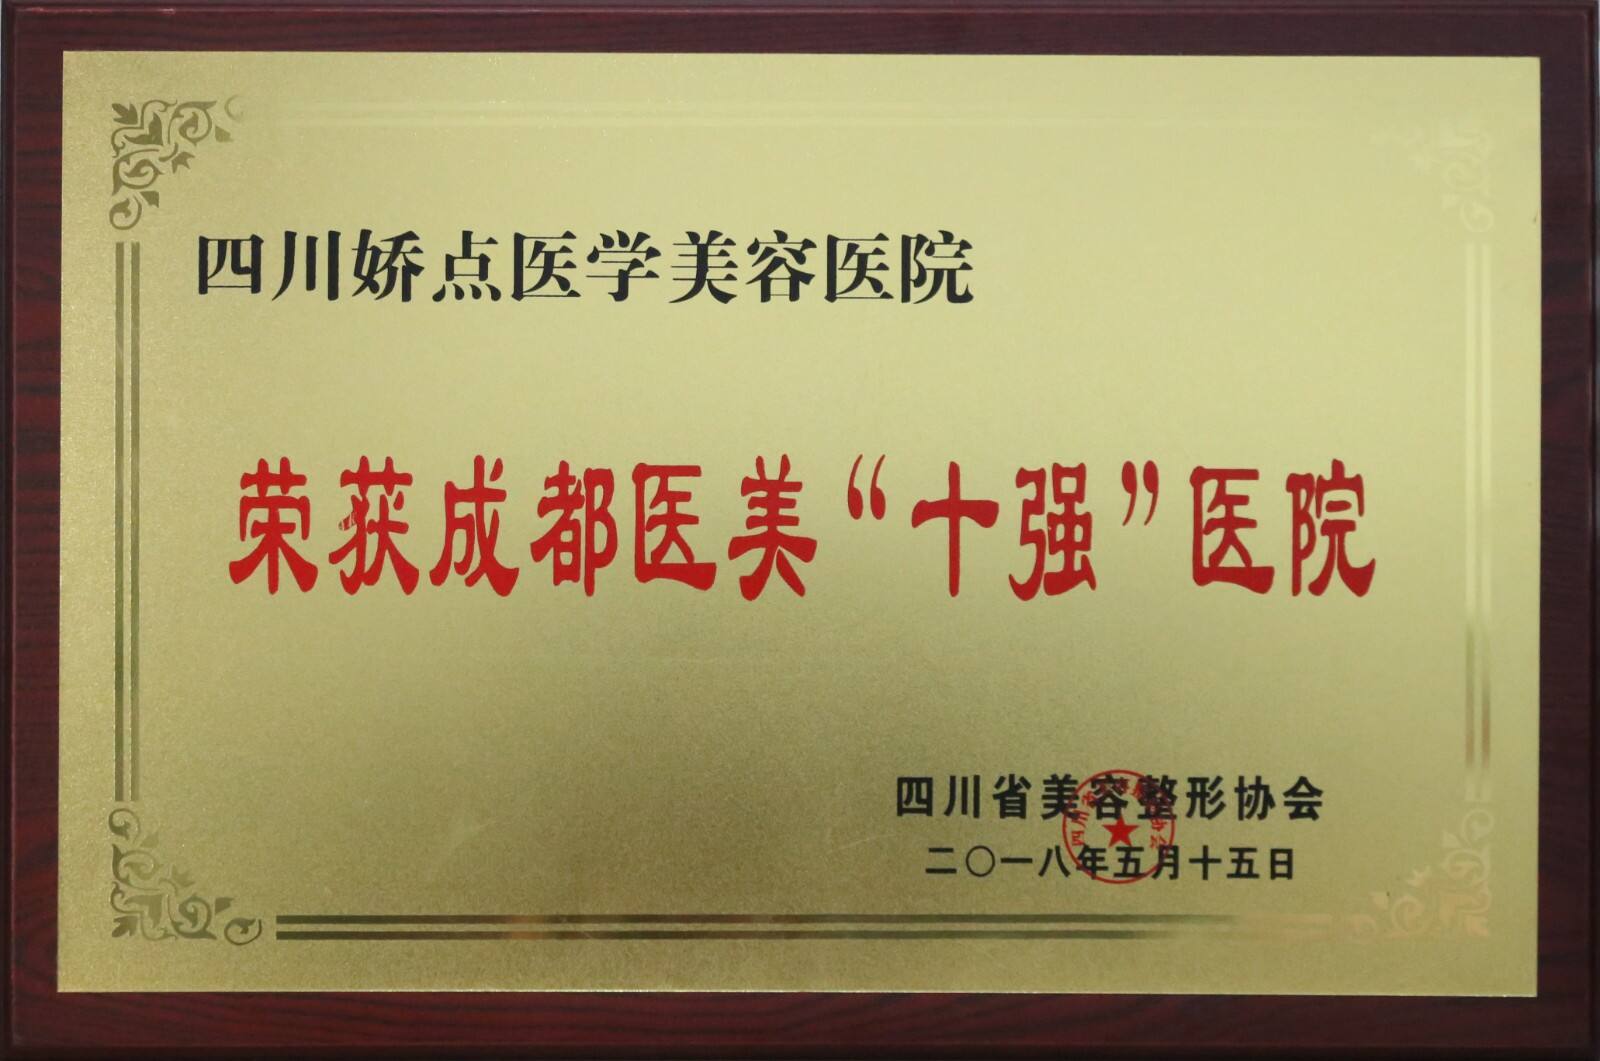 四川娇点医学美容医院
荣获成都医美“十强”医院
四川省美容整形协会
二〇一八年五月十五日